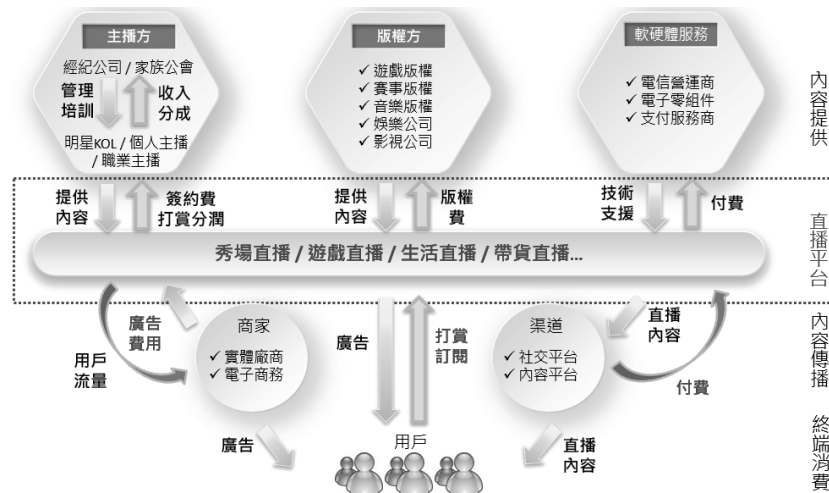 主播方
經紀公司 / 家族公會
管理
培訓
收入
分成
明星KOL / 個人主播
/ 職業主播
版權方
✓ 遊戲版權
✓ 賽事版權
✓ 音樂版權
✓ 娛樂公司
✓ 影視公司
軟硬體服務
✓ 電信營運商
✓ 電子零組件
✓ 支付服務商
內容提供
提供
內容
簽約費
打賞分潤
提供
內容
版權
費
技術
支援
付費
直播平台
秀場直播 / 遊戲直播 / 生活直播 / 帶貨直播...
廣告
費用
用戶
流量
商家
✓ 實體廠商
✓ 電子商務
廣告
打賞
訂閱
渠道
✓ 社交平台
✓ 內容平台
直播
內容
付費
內容傳播
廣告
用戶
直播
內容
終端消費